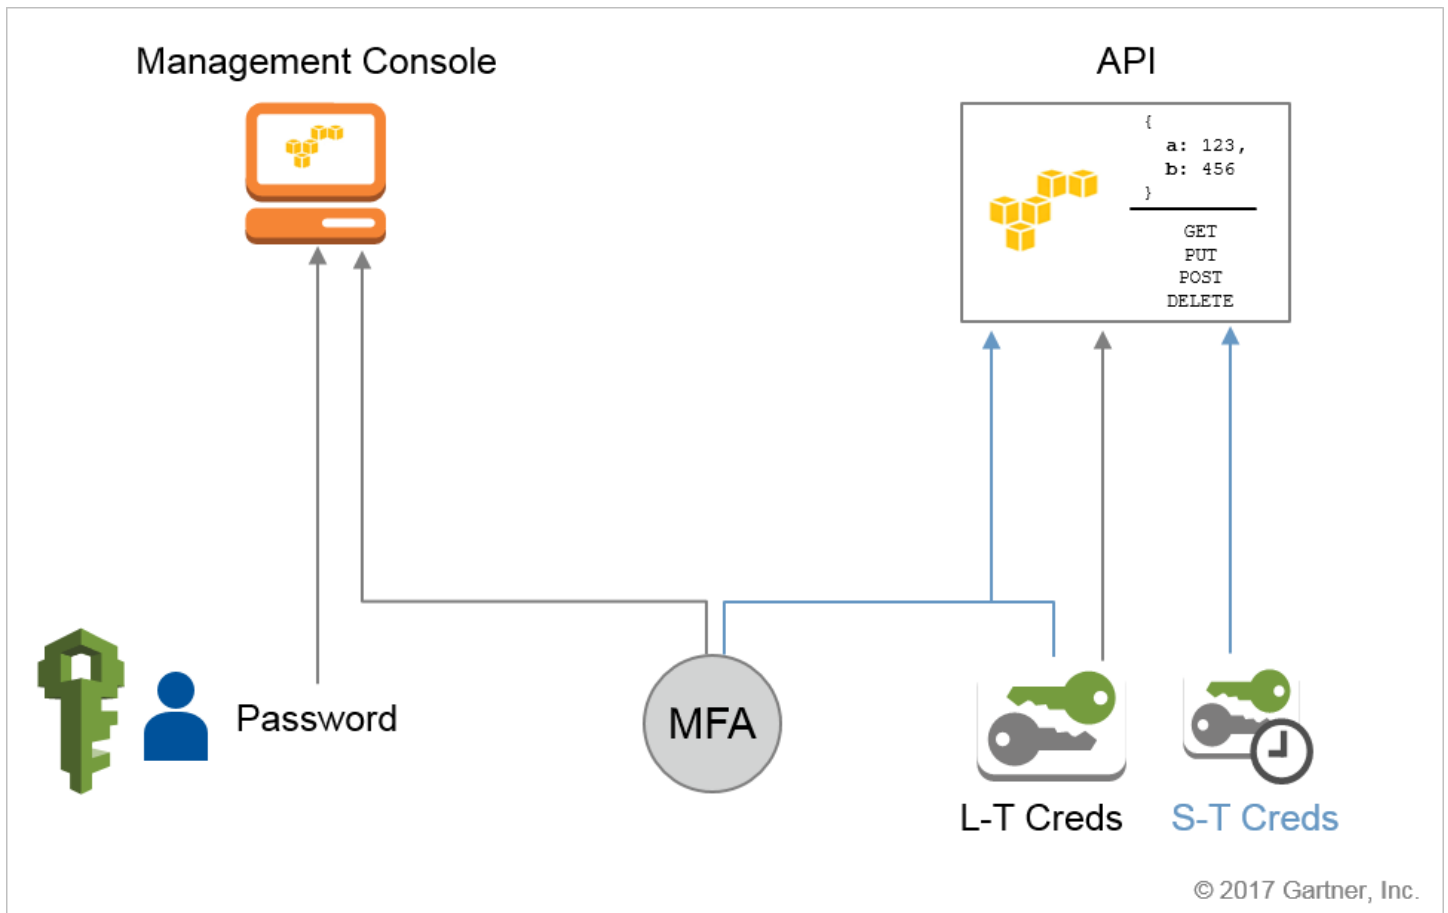 Management Console
API
{
a: 123,
b: 456
}
GET
PUT
POST
DELETE
Password
MFA
L-T Creds
S-T Creds
© 2017 Gartner, Inc.